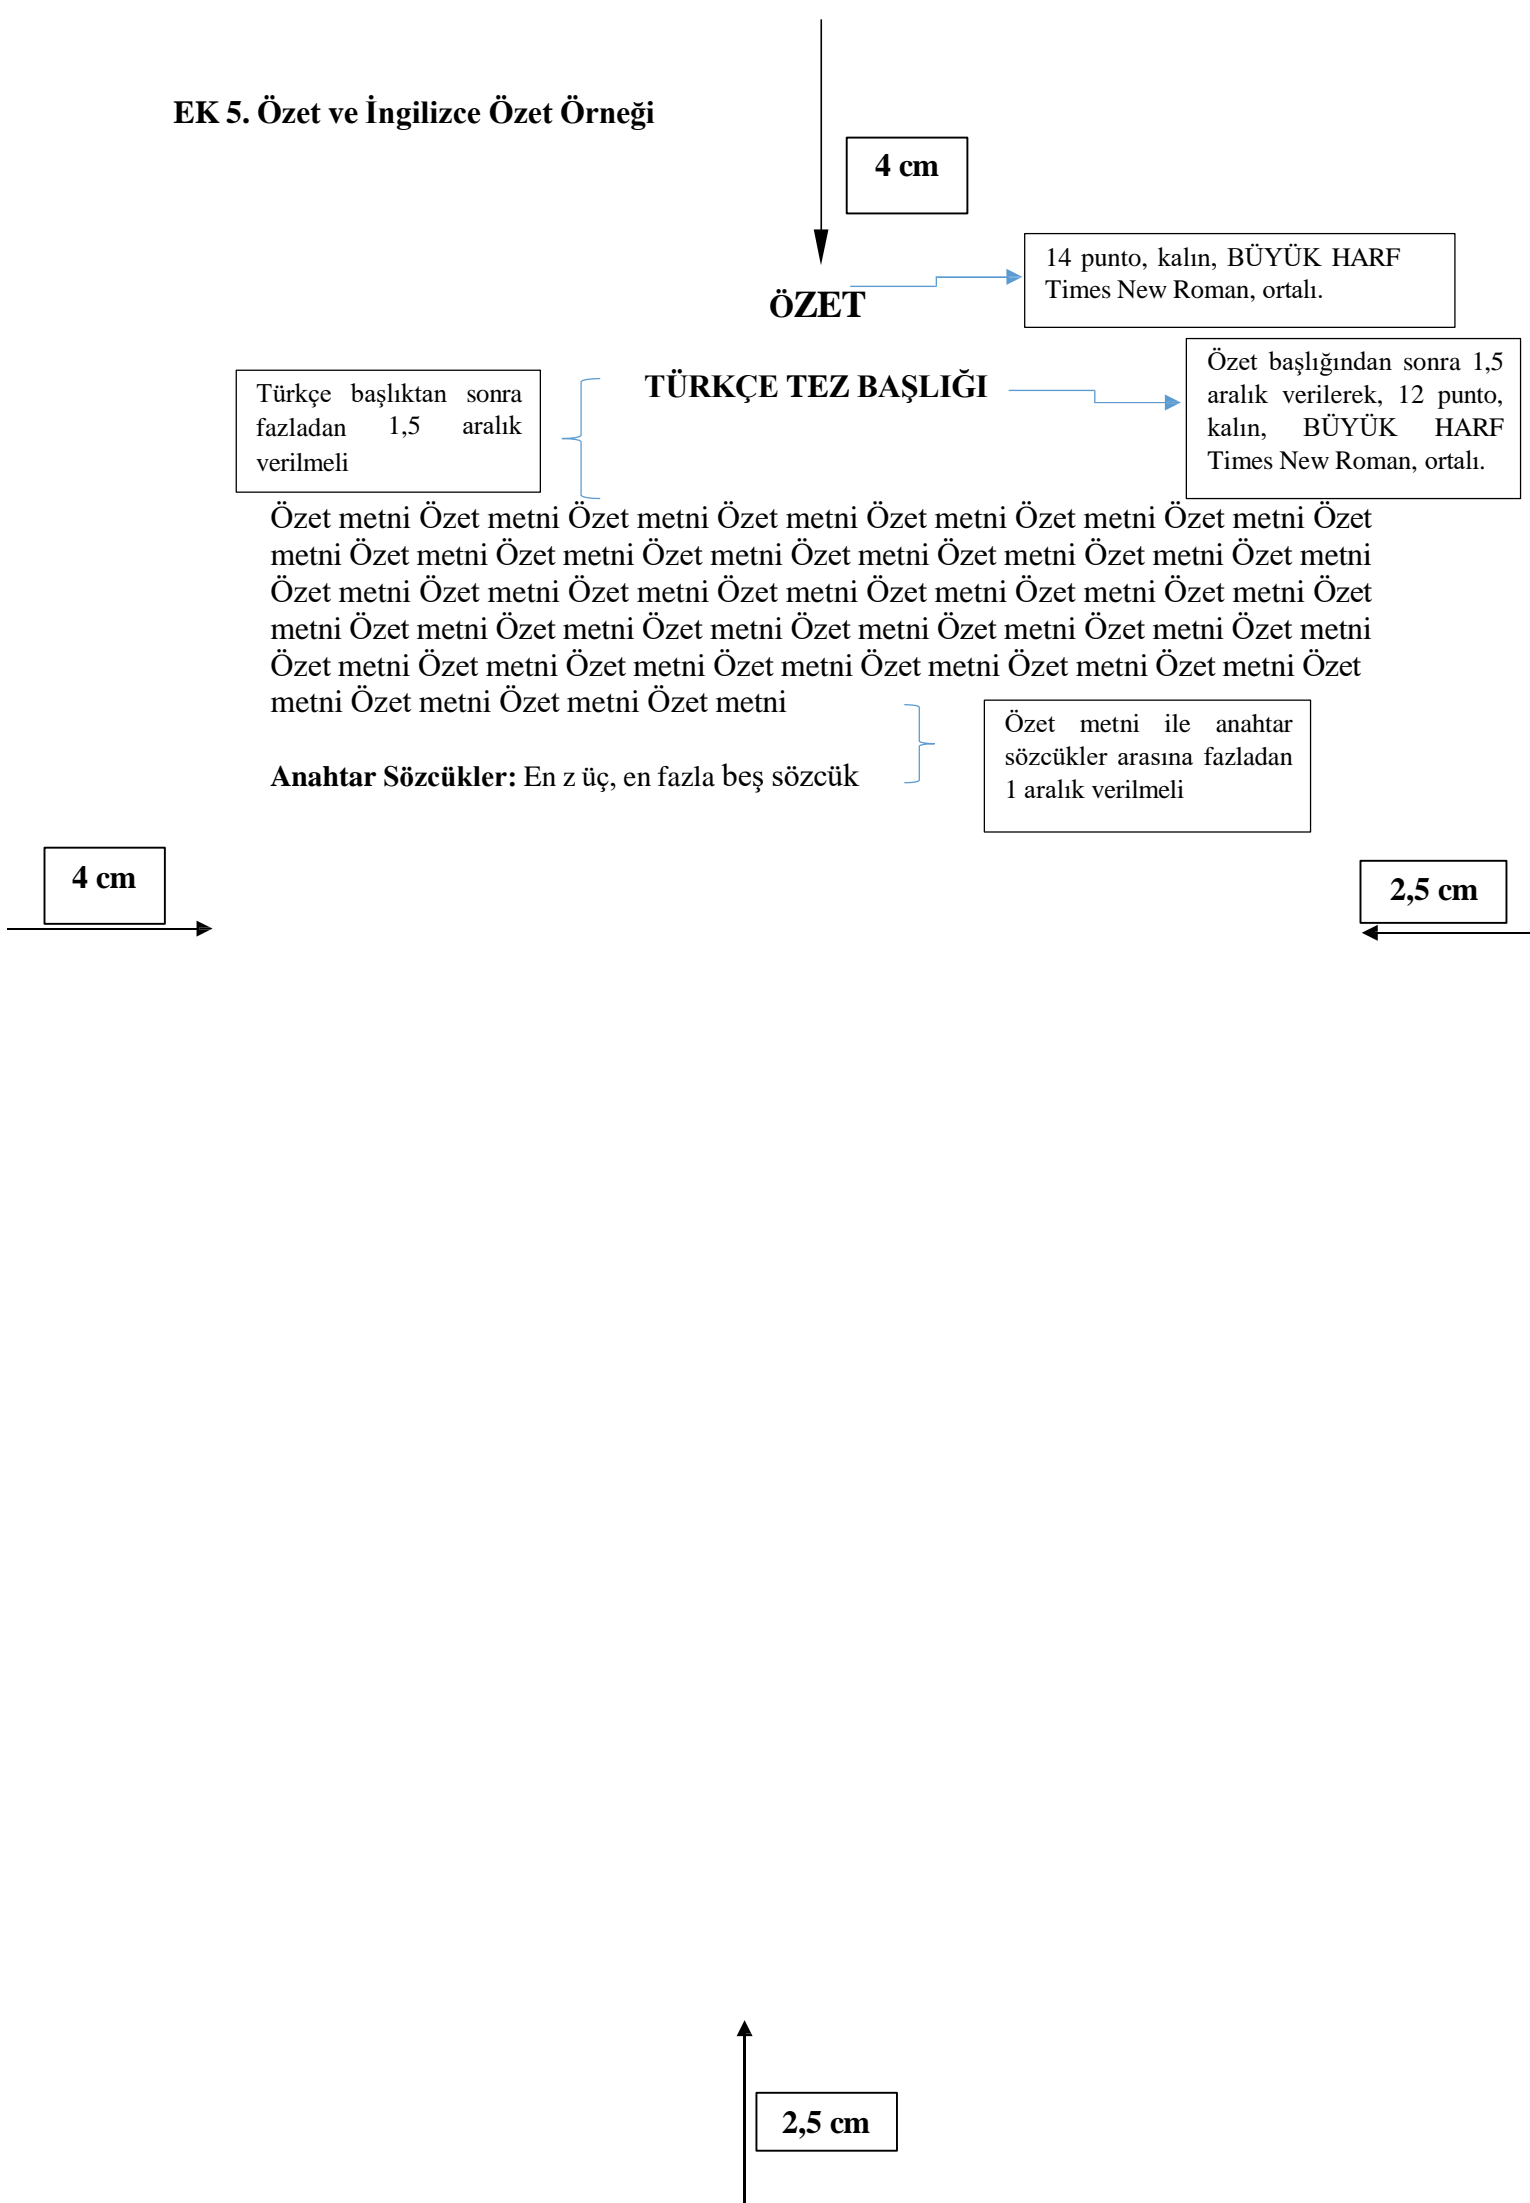 EK 5. Özet ve İngilizce Özet Örneği
4 cm
14 punto, kalın, BÜYÜK HARF
Times New Roman, ortalı.
ÖZET
Özet başlığından sonra 1,5
aralık verilerek, 12 punto,
kalın, BÜYÜK HARF
Times New Roman, ortalı.
TÜRKÇE TEZ BAŞLIĞI
Türkçe başlıktan sonra
fazladan 1,5 aralık
verilmeli
Özet metni Özet metni Özet metni Özet metni Özet metni Özet metni Özet metni Özet
metni Özet metni Özet metni Özet metni Özet metni Özet metni Özet metni Özet metni
Özet metni Özet metni Özet metni Özet metni Özet metni Özet metni Özet metni Özet
metni Özet metni Özet metni Özet metni Özet metni Özet metni Özet metni Özet metni
Özet metni Özet metni Özet metni Özet metni Özet metni Özet metni Özet metni Özet
metni Özet metni Özet metni Özet metni
Özet metni ile anahtar
sözcükler arasına fazladan
1 aralık verilmeli
Anahtar Sözcükler: En z üç, en fazla beş sözcük
4 cm
2,5 cm
2,5 cm